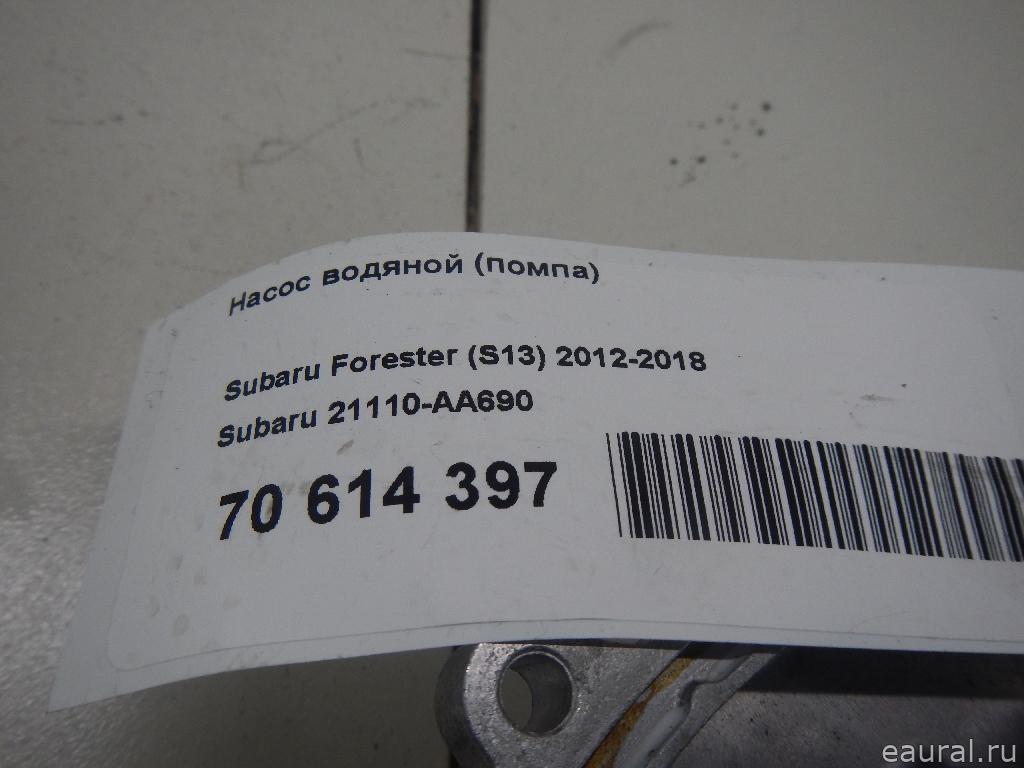 Насос водяной (помпа)
Subaru Forester (S13) 2012-2018
Subaru 21110-AA690
70 614 397
eaural.ru